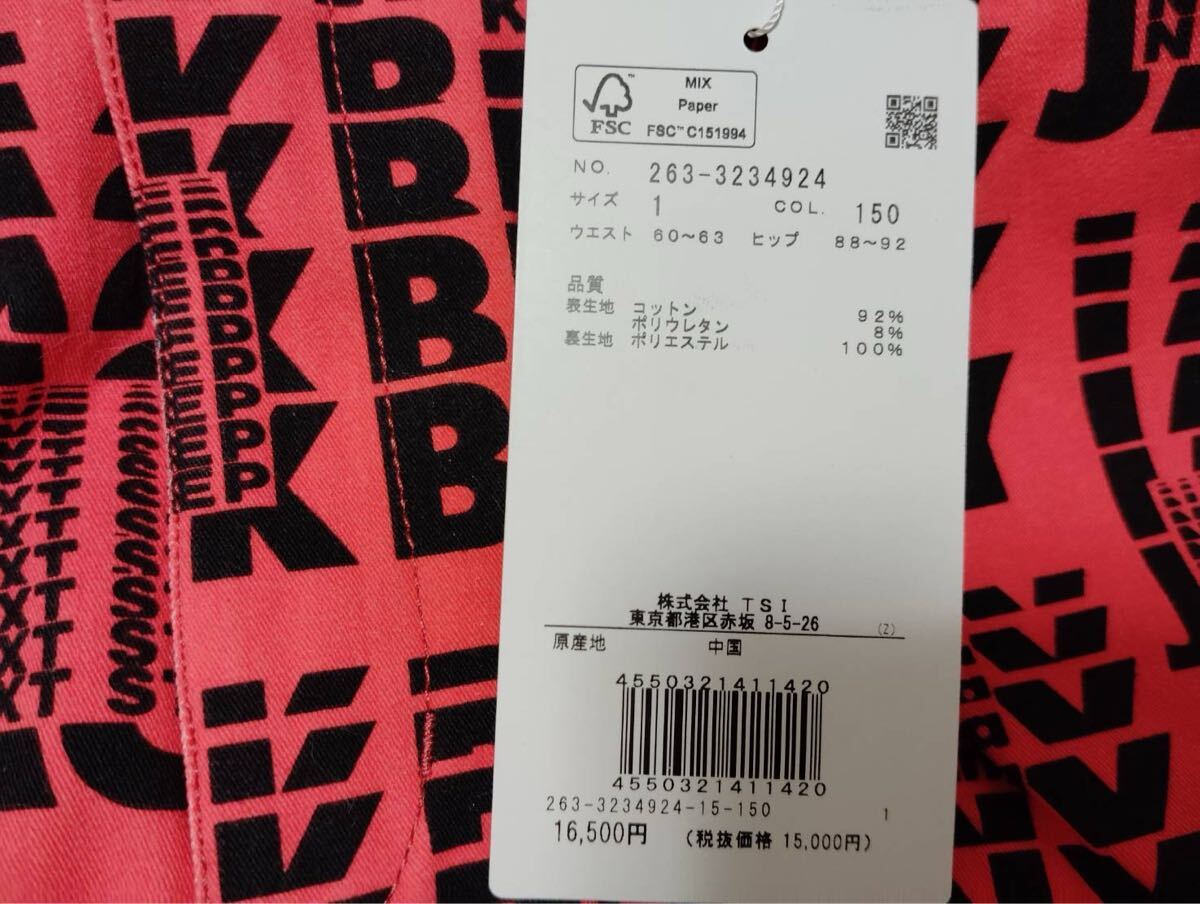 MIX
Paper
FSC
FSC™ C151994
NO. 263-3234924
サイズ 1 COL. 150
ウエスト 60～63 ヒップ 88～92
品質
表生地 コットン 92%
ポリウレタン 8%
裏生地 ポリエステル 100%
株式会社 TSI
東京都港区赤坂 8-5-26 (Z)
原産地 中国
4550321411420
4550321411420
263-3234924-15-150 1
16,500円 (税抜価格 15,000円)